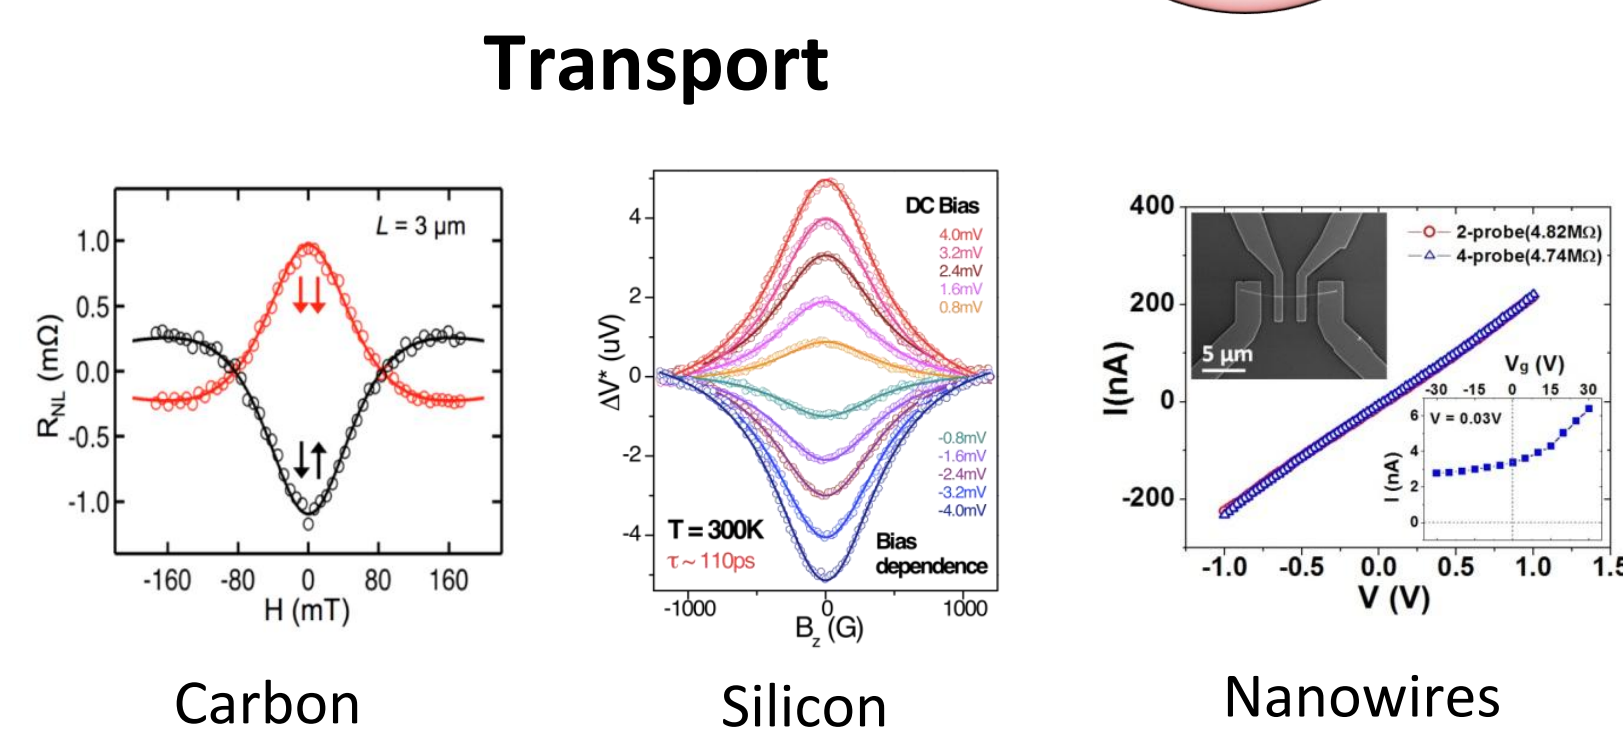 Transport
L = 3 µm
1.0
0.5
0.0
-0.5
-1.0
R_NL (mΩ)
-160 -80 0 80 160
H (mT)
Carbon
DC Bias
4.0mV
3.2mV
2.4mV
1.6mV
0.8mV
4
2
0
-2
-4
ΔV* (uV)
-0.8mV
-1.6mV
-2.4mV
-3.2mV
-4.0mV
T = 300K
τ ~ 110ps
Bias
dependence
-1000 0 1000
B_z (G)
Silicon
400
200
0
-200
I(nA)
2-probe(4.82MΩ)
4-probe(4.74MΩ)
5 µm
Vg (V)
-30 -15 0 15 30
V = 0.03V
6
4
2
0
I (nA)
-1.0 -0.5 0.0 0.5 1.0 1.5
V (V)
Nanowires